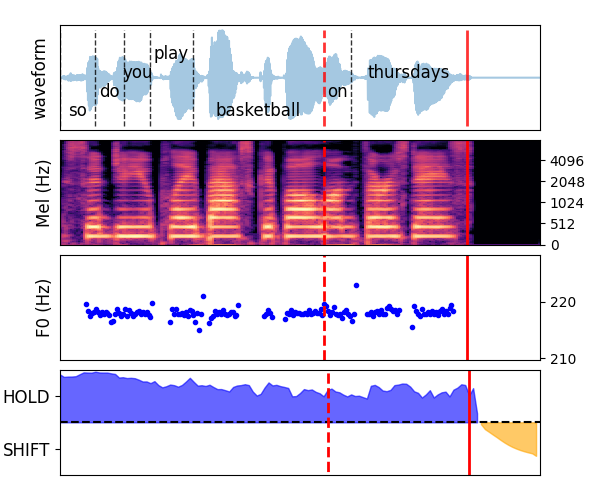 waveform
so
do
you
play
basketball
on
thursdays
Mel (Hz)
4096
2048
1024
512
0
F0 (Hz)
220
210
HOLD
SHIFT